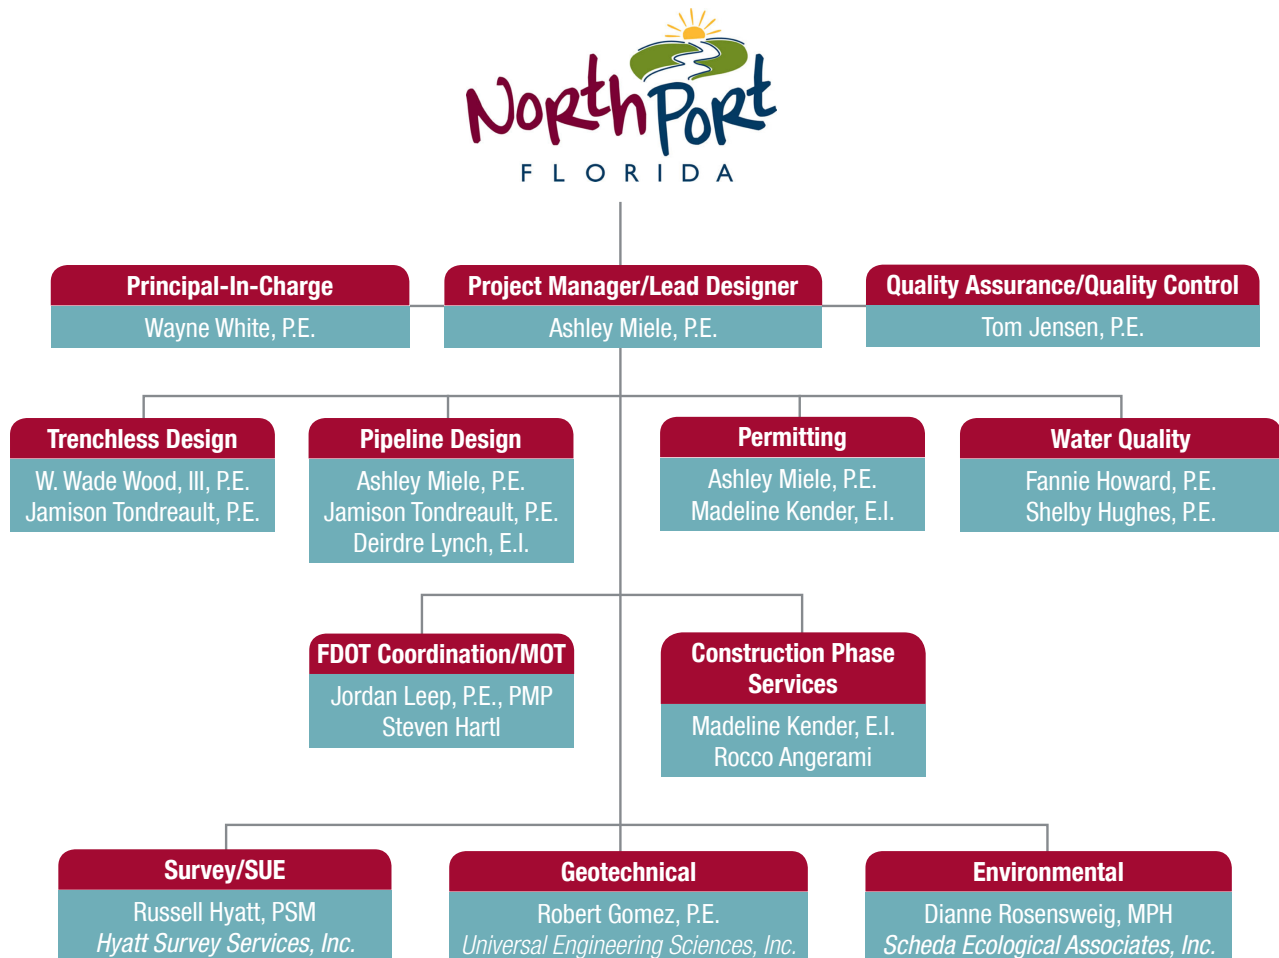 North Port
FLORIDA
Principal-In-Charge
Wayne White, P.E.
Project Manager/Lead Designer
Ashley Miele, P.E.
Quality Assurance/Quality Control
Tom Jensen, P.E.
Trenchless Design
W. Wade Wood, III, P.E.
Jamison Tondreault, P.E.
Pipeline Design
Ashley Miele, P.E.
Jamison Tondreault, P.E.
Deirdre Lynch, E.I.
Permitting
Ashley Miele, P.E.
Madeline Kender, E.I.
Water Quality
Fannie Howard, P.E.
Shelby Hughes, P.E.
FDOT Coordination/MOT
Jordan Leep, P.E., PMP
Steven Hartl
Construction Phase
Services
Madeline Kender, E.I.
Rocco Angerami
Survey/SUE
Russell Hyatt, PSM
Hyatt Survey Services, Inc.
Geotechnical
Robert Gomez, P.E.
Universal Engineering Sciences, Inc.
Environmental
Dianne Rosensweig, MPH
Scheda Ecological Associates, Inc.